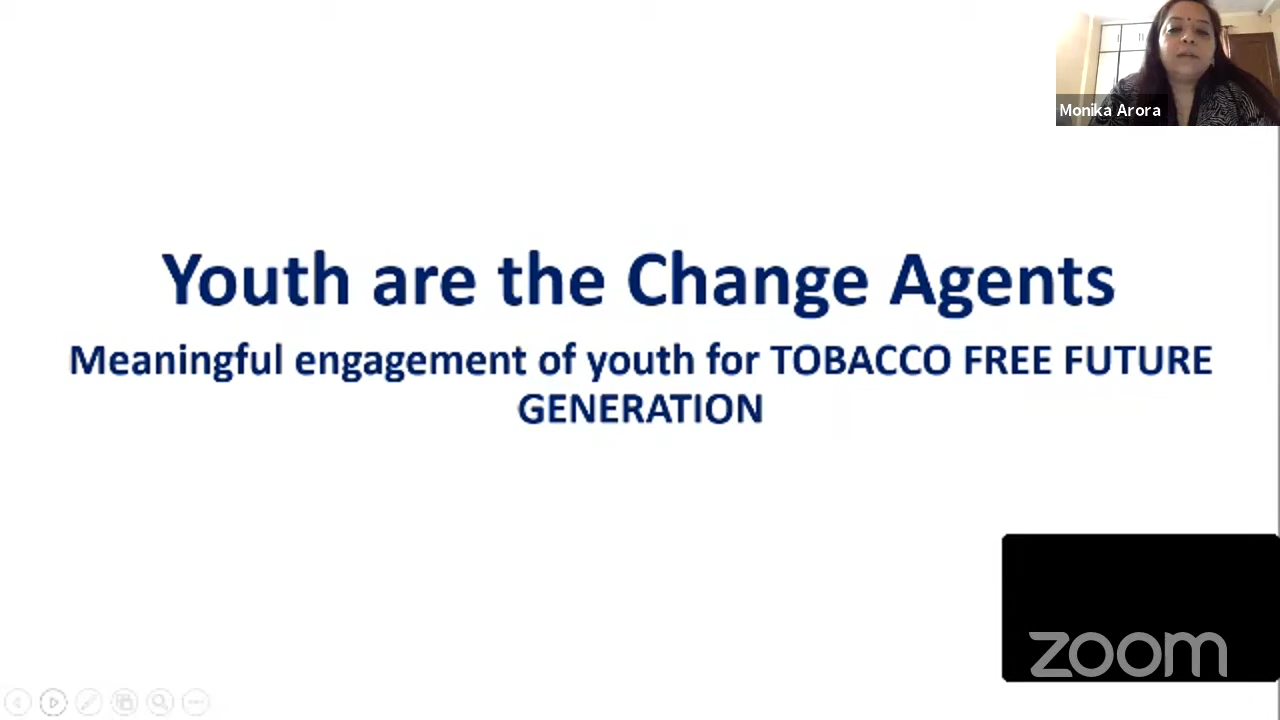 Monika Arora
Youth are the Change Agents
Meaningful engagement of youth for TOBACCO FREE FUTURE
GENERATION
zoom